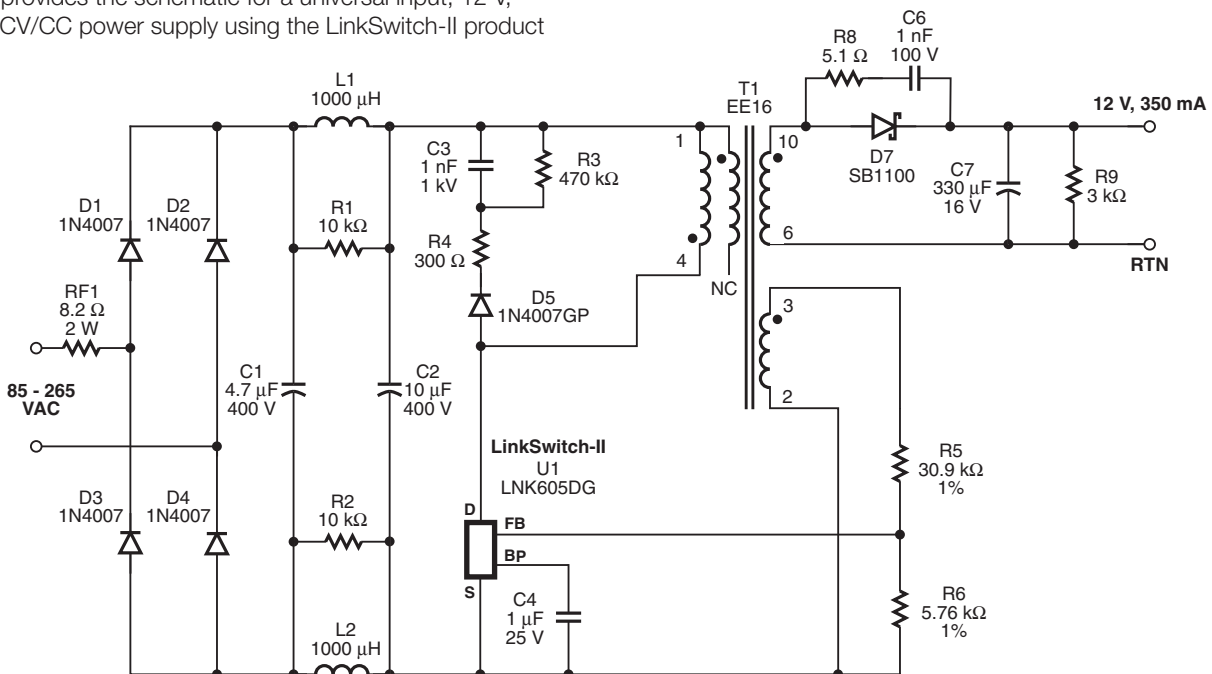 provides the schematic for a universal input, 12 V,
CV/CC power supply using the LinkSwitch-II product
C6
1 nF
100 V
R8
5.1 Ω
L1
1000 μH
T1
EE16
12 V, 350 mA
1
10
C3
1 nF
1 kV
R3
470 kΩ
D7
SB1100
C7
330 μF
16 V
R9
3 kΩ
D1
1N4007
D2
1N4007
R1
10 kΩ
R4
300 Ω
6
4
RTN
NC
RF1
8.2 Ω
2 W
D5
1N4007GP
3
85 - 265
VAC
C1
4.7 μF
400 V
C2
10 μF
400 V
2
LinkSwitch-II
U1
LNK605DG
R5
30.9 kΩ
1%
D3
1N4007
D4
1N4007
R2
10 kΩ
D
FB
BP
S
C4
1 μF
25 V
R6
5.76 kΩ
1%
L2
1000 μH